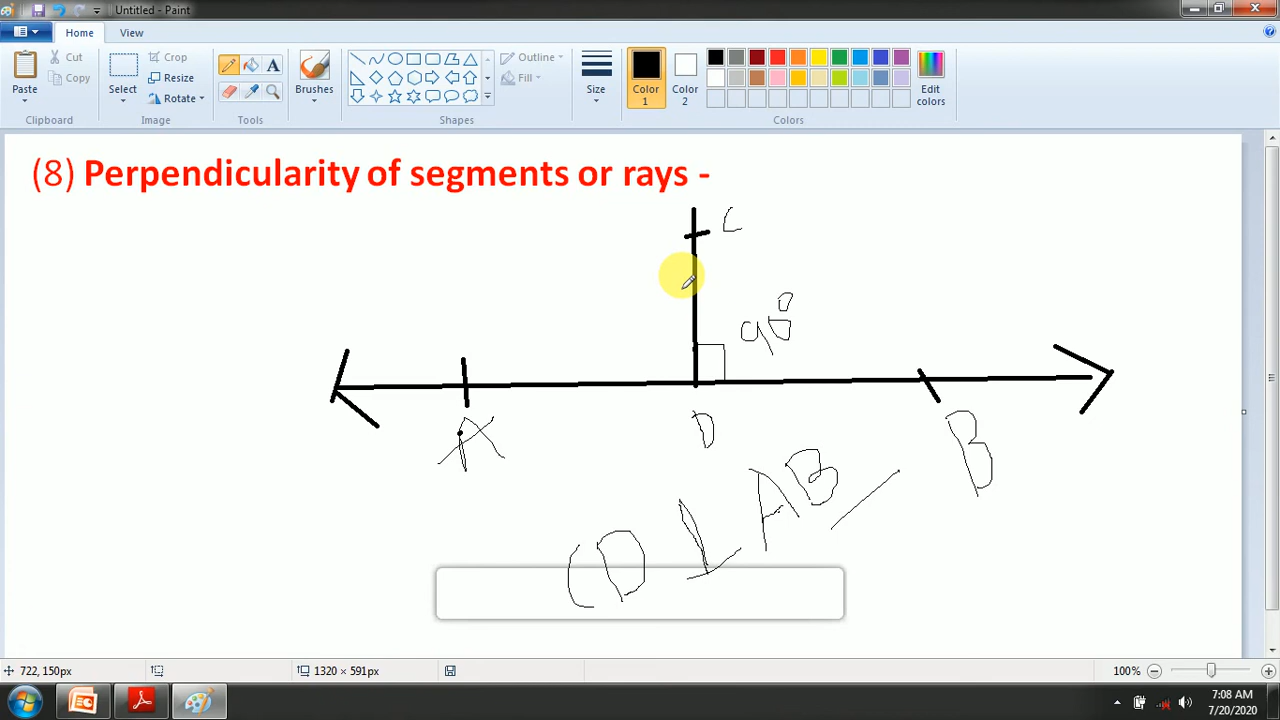 Untitled - Paint
Home View
Paste
Cut
Copy
Clipboard
Select
Crop
Resize
Rotate
Image
Tools
Brushes
Outline
Fill
Shapes
Size
Color 1
Color 2
Edit colors
Colors
(8) Perpendicularity of segments or rays -
C
90°
A
D
B
CD ⊥ AB
722, 150px
1320 × 591px
100%
7:08 AM
7/20/2020